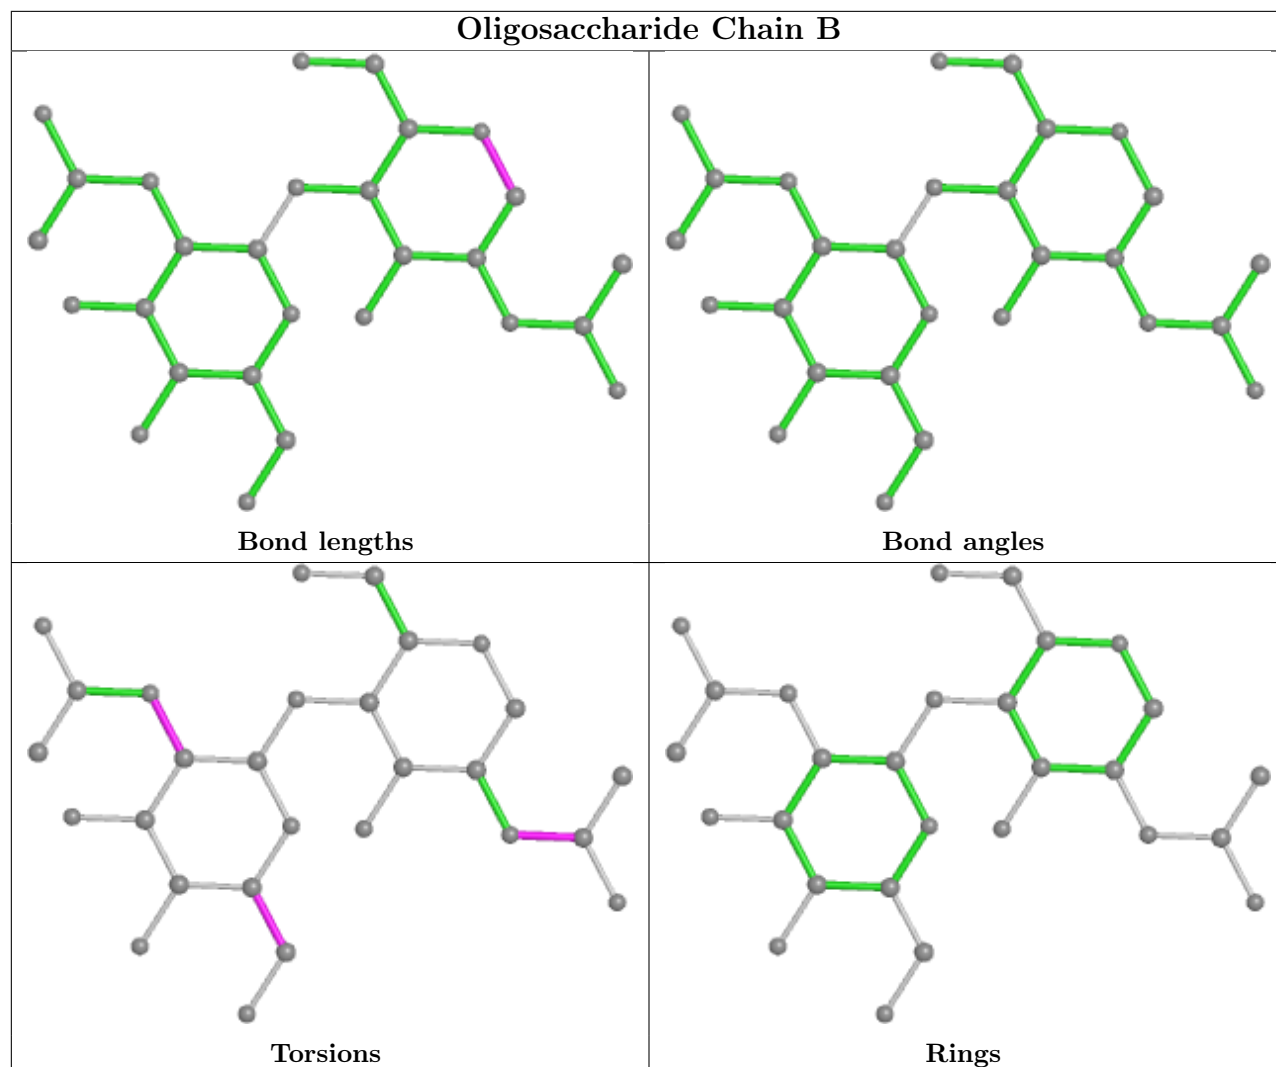 Oligosaccharide Chain B
Bond lengths
Bond angles
Torsions
Rings